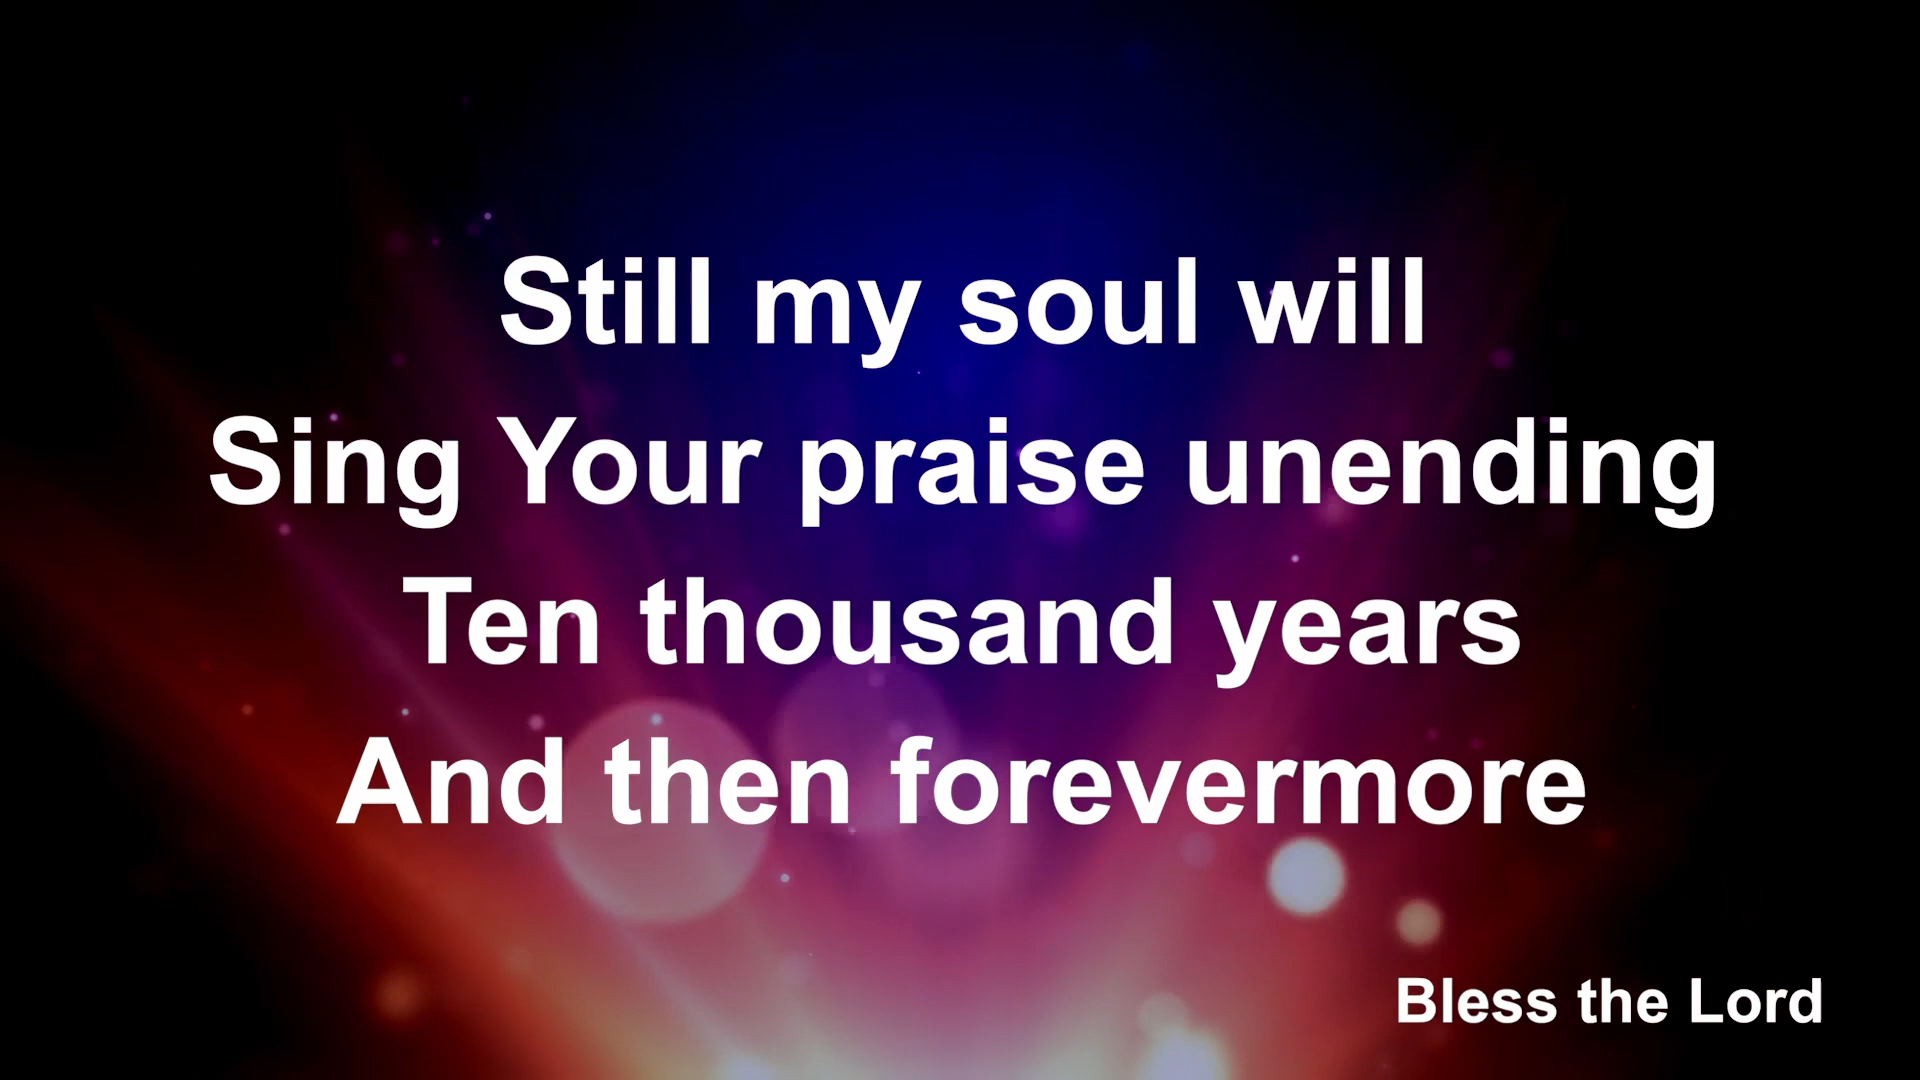 Still my soul will
Sing Your praise unending
Ten thousand years
And then forevermore
Bless the Lord